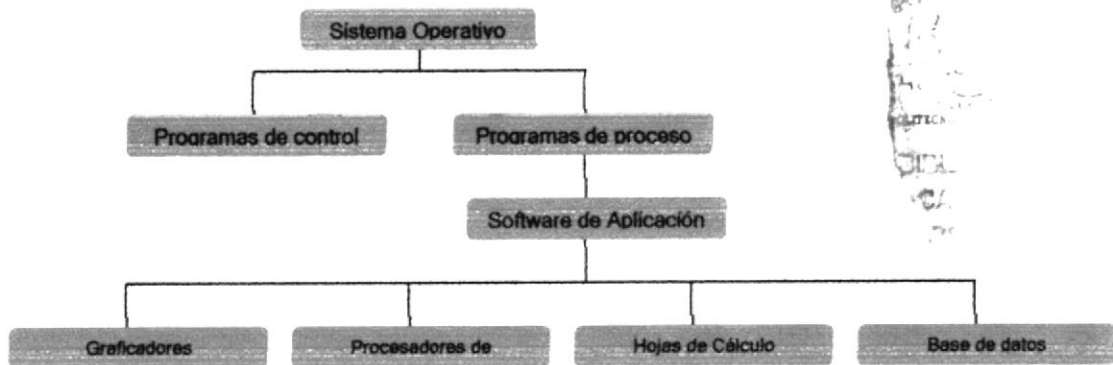 Sistema Operativo
Programas de control
Programas de proceso
Software de Aplicación
Graficadores
Procesadores de
Hojas de Cálculo
Base de datos